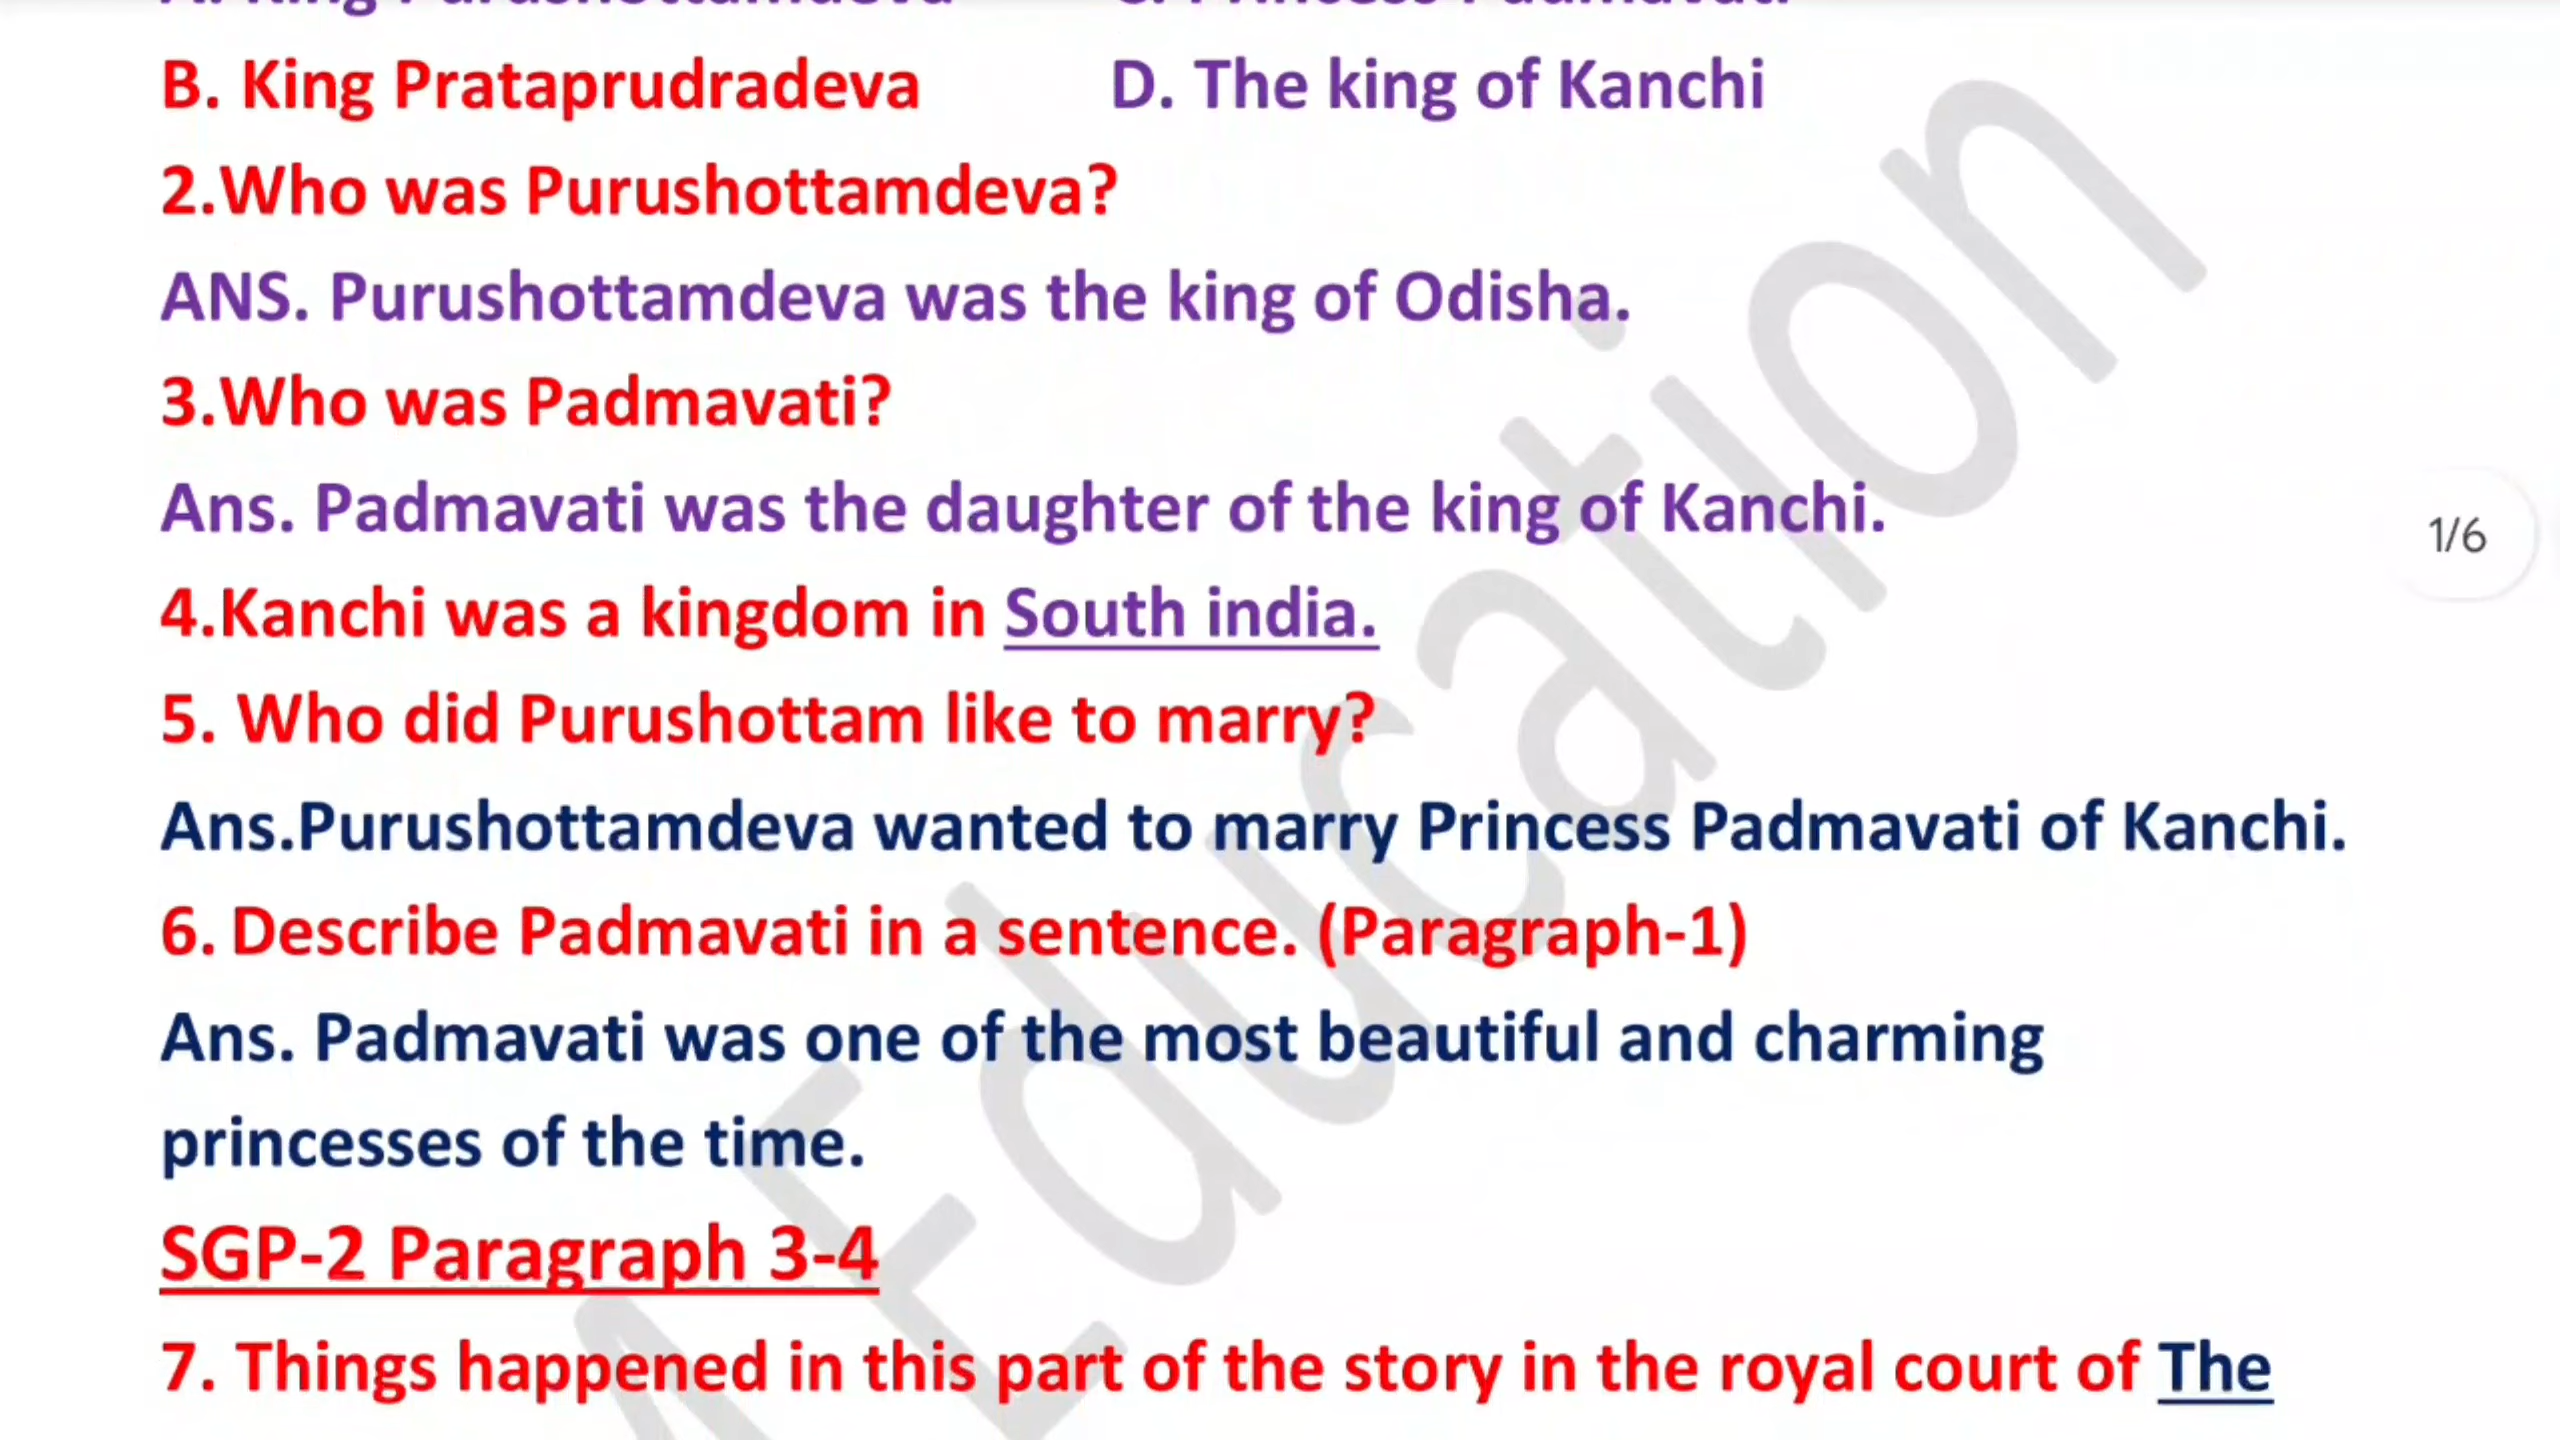 A. King Purushottamdeva C. Princess Padmavati
B. King Prataprudradeva D. The king of Kanchi
2.Who was Purushottamdeva?
ANS. Purushottamdeva was the king of Odisha.
3.Who was Padmavati?
Ans. Padmavati was the daughter of the king of Kanchi.
4.Kanchi was a kingdom in South india.
1/6
5. Who did Purushottam like to marry?
Ans.Purushottamdeva wanted to marry Princess Padmavati of Kanchi.
6. Describe Padmavati in a sentence. (Paragraph-1)
Ans. Padmavati was one of the most beautiful and charming
princesses of the time.
SGP-2 Paragraph 3-4
7. Things happened in this part of the story in the royal court of The
Education